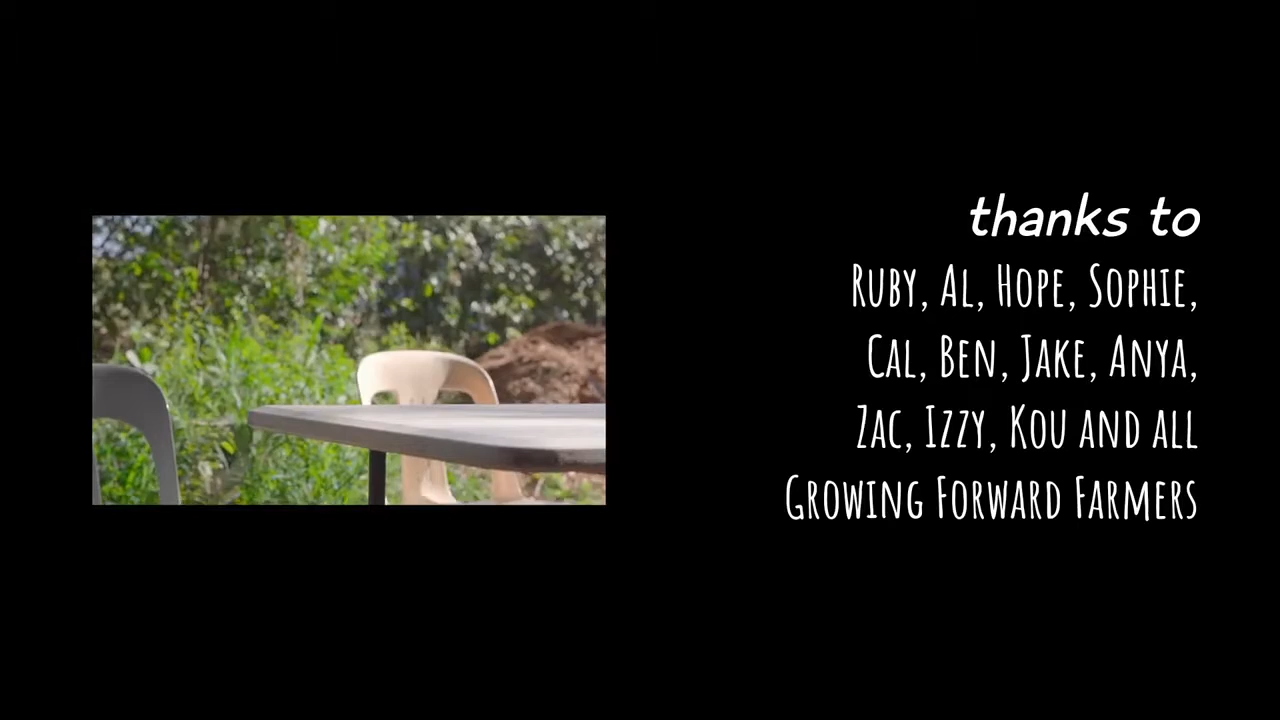 thanks to
Ruby, Al, Hope, Sophie,
Cal, Ben, Jake, Anya,
Zac, Izzy, Kou and all
Growing Forward Farmers